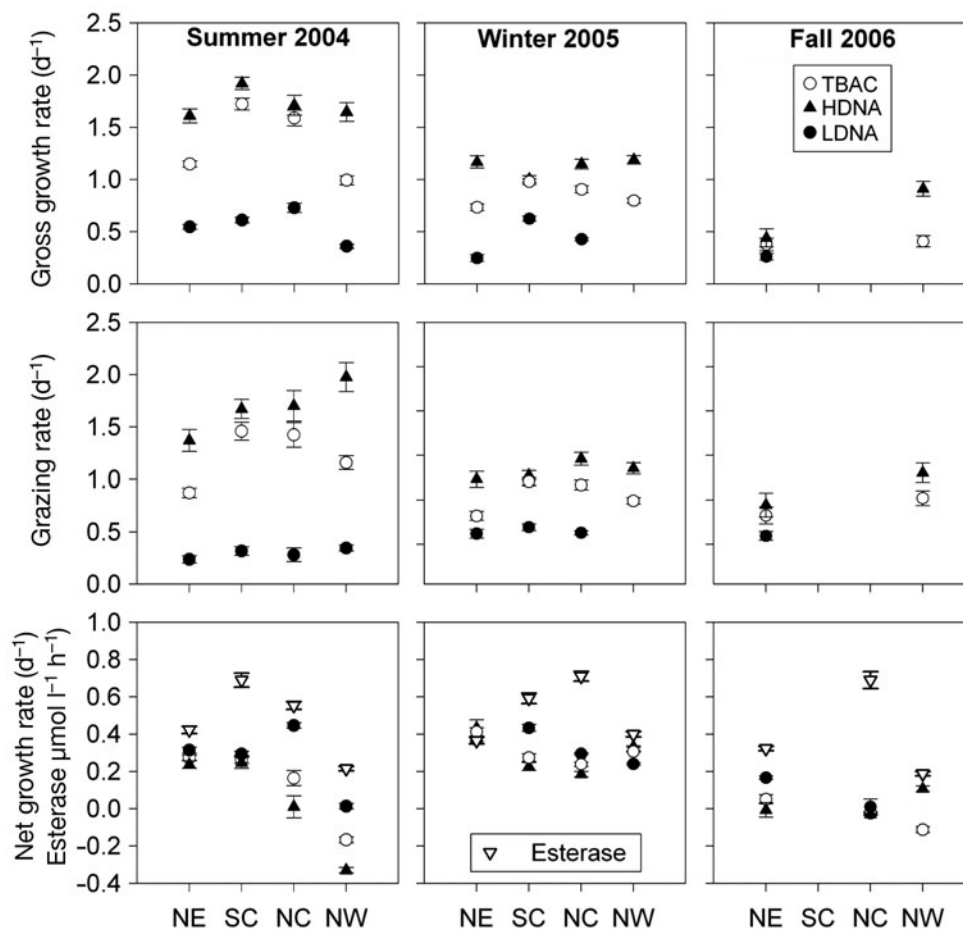 Summer 2004
Winter 2005
Fall 2006
TBAC
HDNA
LDNA
Gross growth rate (d⁻¹)
2.5
2.0
1.5
1.0
0.5
0.0
Grazing rate (d⁻¹)
2.5
2.0
1.5
1.0
0.5
0.0
Net growth rate (d⁻¹)
Esterase µmol l⁻¹ h⁻¹)
1.0
0.8
0.6
0.4
0.2
0.0
−0.2
−0.4
Esterase
NE SC NC NW
NE SC NC NW
NE SC NC NW